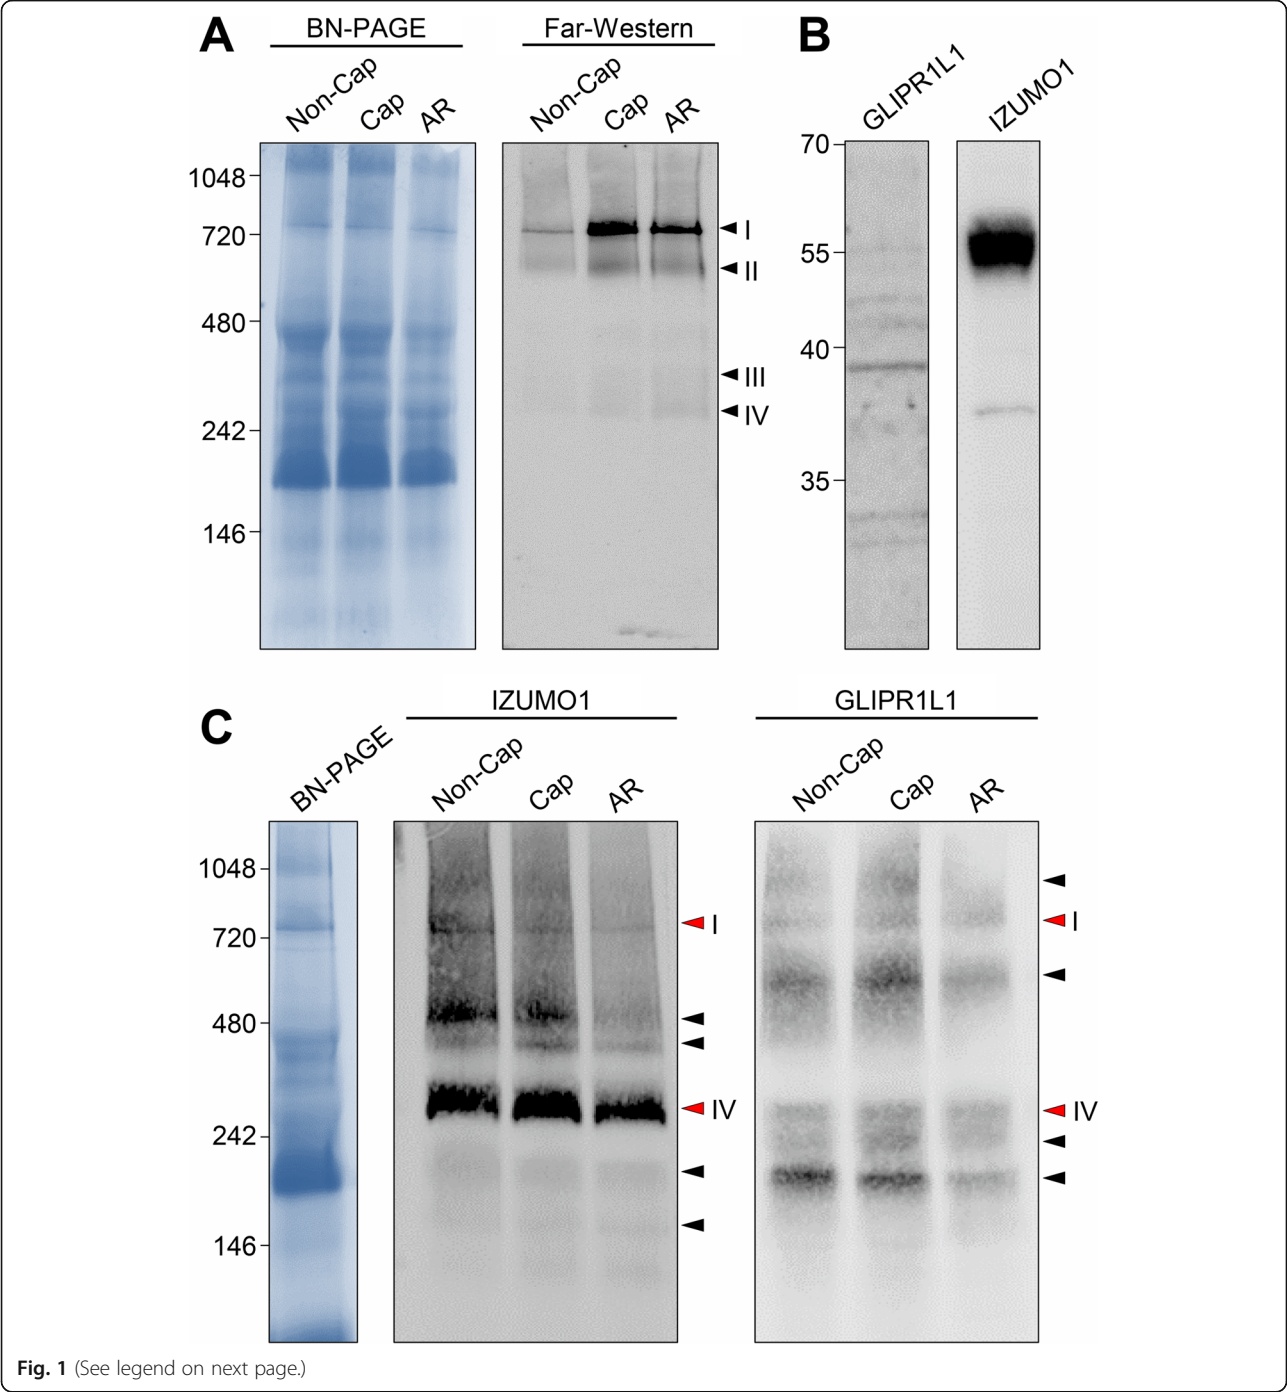 A
BN-PAGE
Far-Western
Non-Cap
Cap
AR
Non-Cap
Cap
AR
1048
720
480
242
146
I
II
III
IV
B
GLIPR1L1
IZUMO1
70
55
40
35
C
BN-PAGE
IZUMO1
GLIPR1L1
Non-Cap
Cap
AR
Non-Cap
Cap
AR
1048
720
480
242
146
I
IV
I
IV
Fig. 1 (See legend on next page.)